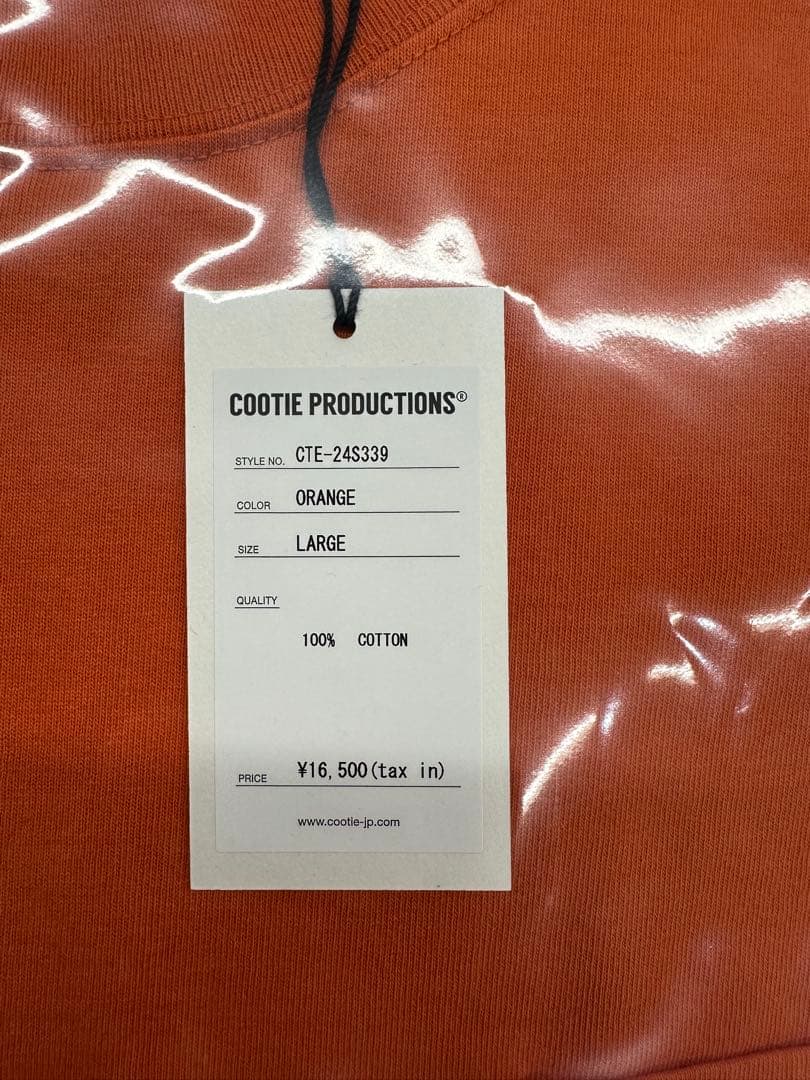 COOTIE PRODUCTIONS®
STYLE NO. CTE-24S339
COLOR ORANGE
SIZE LARGE
QUALITY
100% COTTON
PRICE ¥16,500(tax in)
www.cootie-jp.com